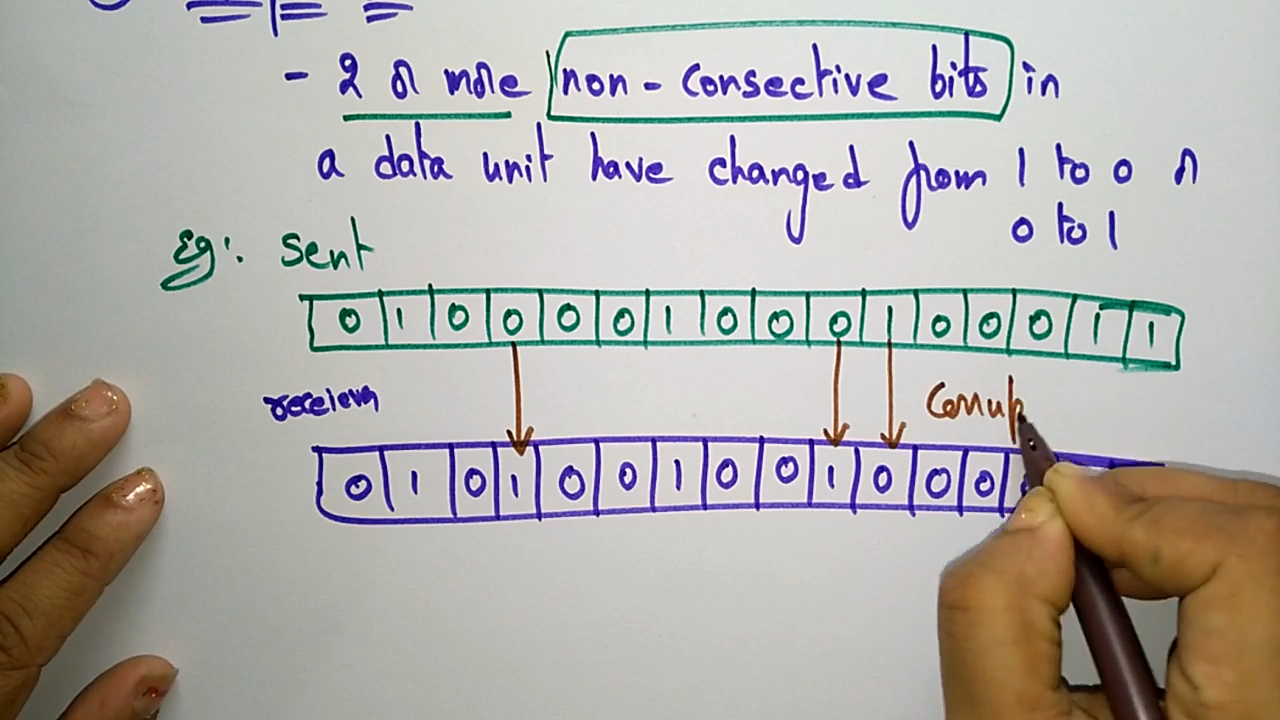 - 2 or more non-consective bits in
a data unit have changed from 1 to 0 or
0 to 1
Eg:. Sent
0 1 0 0 0 0 1 0 0 0 1 0 0 0 1 1
Corrup
0 1 0 1 0 0 1 0 0 1 0 0 0